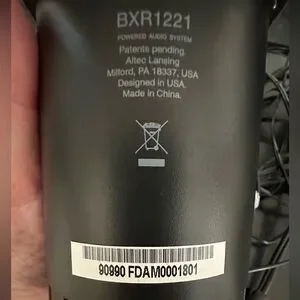 BXR1221
POWERED AUDIO SYSTEM
Patents pending.
Altec Lansing
Milford, PA 18337, USA
Designed in USA.
Made in China.
90990 FDAM0001801